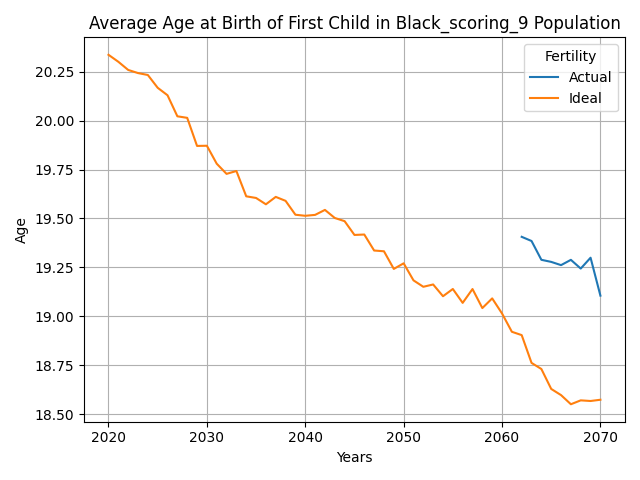 Average Age at Birth of First Child in Black_scoring_9 Population
Fertility
Actual
Ideal
Age
20.25
20.00
19.75
19.50
19.25
19.00
18.75
18.50
2020
2030
2040
2050
2060
2070
Years